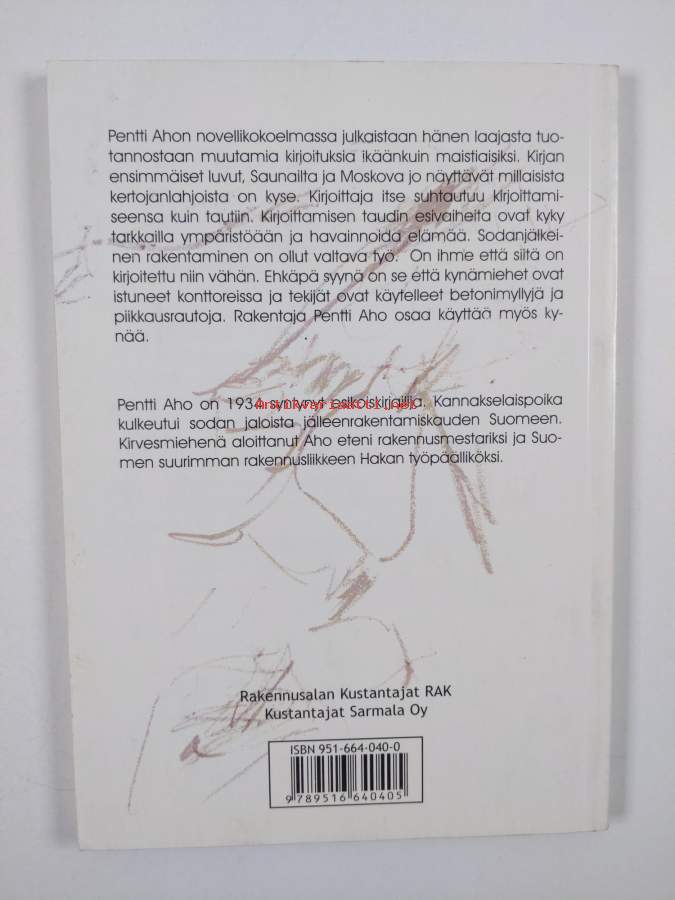 Pentti Ahon novellikokoelmassa julkaistaan hänen laajasta tuo-
tannostaan muutamia kirjoituksia ikäänkuin maistiaisiksi. Kirjan
ensimmäiset luvut, Saunailta ja Moskova jo näyttävät millaisista
kertojanlahjoista on kyse. Kirjoittaja itse suhtautuu kirjoittami-
seensa kuin tautiin. Kirjoittamisen taudin esivaiheita ovat kyky
tarkkailla ympäristöään ja havainnoida elämää. Sodanjälkei-
nen rakentaminen on ollut valtava työ. On ihme että siitä on
kirjoitettu niin vähän. Ehkäpä syynä on se että kynämiehet ovat
istuneet konttoreissa ja tekijät ovat käytelleet betonimyllyjä ja
piikkausrautoja. Rakentaja Pentti Aho osaa käyttää myös ky-
nää.
Pentti Aho on 1934 syntynyt esikoiskirjailija. Kannakselaispoika
kulkeutui sodan jaloista jälleenrakentamiskauden Suomeen.
Kirvesmiehenä aloittanut Aho eteni rakennusmestariksi ja Suo-
men suurimman rakennusliikkeen Hakan työpäälliköksi.
Rakennusalan Kustantajat RAK
Kustantajat Sarmala Oy
ISBN 951-664-040-0
9 789516 640405